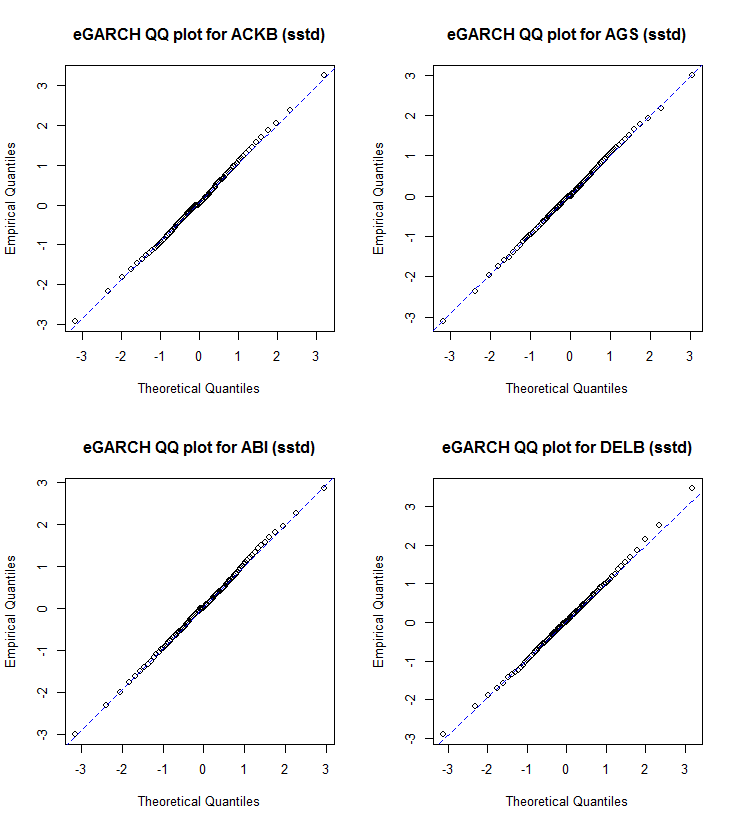 eGARCH QQ plot for ACKB (sstd)
Empirical Quantiles
3
2
1
0
-1
-2
-3
-3 -2 -1 0 1 2 3
Theoretical Quantiles
eGARCH QQ plot for AGS (sstd)
Empirical Quantiles
3
2
1
0
-1
-2
-3
-3 -2 -1 0 1 2 3
Theoretical Quantiles
eGARCH QQ plot for ABI (sstd)
Empirical Quantiles
3
2
1
0
-1
-2
-3
-3 -2 -1 0 1 2 3
Theoretical Quantiles
eGARCH QQ plot for DELB (sstd)
Empirical Quantiles
3
2
1
0
-1
-2
-3
-3 -2 -1 0 1 2 3
Theoretical Quantiles